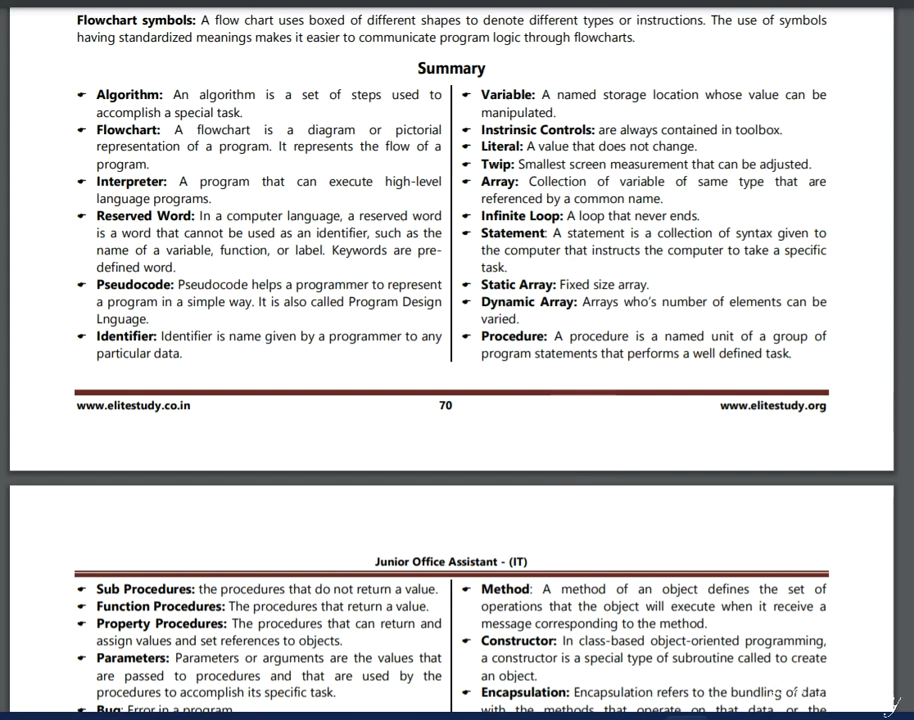 Flowchart symbols: A flow chart uses boxed of different shapes to denote different types or instructions. The use of symbols
having standardized meanings makes it easier to communicate program logic through flowcharts.
Summary
Algorithm: An algorithm is a set of steps used to
accomplish a special task.
Flowchart: A flowchart is a diagram or pictorial
representation of a program. It represents the flow of a
program.
Interpreter: A program that can execute high-level
language programs.
Reserved Word: In a computer language, a reserved word
is a word that cannot be used as an identifier, such as the
name of a variable, function, or label. Keywords are pre-
defined word.
Pseudocode: Pseudocode helps a programmer to represent
a program in a simple way. It is also called Program Design
Lnguage.
Identifier: Identifier is name given by a programmer to any
particular data.
Variable: A named storage location whose value can be
manipulated.
Instrinsic Controls: are always contained in toolbox.
Literal: A value that does not change.
Twip: Smallest screen measurement that can be adjusted.
Array: Collection of variable of same type that are
referenced by a common name.
Infinite Loop: A loop that never ends.
Statement: A statement is a collection of syntax given to
the computer that instructs the computer to take a specific
task.
Static Array: Fixed size array.
Dynamic Array: Arrays who's number of elements can be
varied.
Procedure: A procedure is a named unit of a group of
program statements that performs a well defined task.
www.elitestudy.co.in 70 www.elitestudy.org
Junior Office Assistant - (IT)
Sub Procedures: the procedures that do not return a value.
Function Procedures: The procedures that return a value.
Property Procedures: The procedures that can return and
assign values and set references to objects.
Parameters: Parameters or arguments are the values that
are passed to procedures and that are used by the
procedures to accomplish its specific task.
Bug: Error in a program
Method: A method of an object defines the set of
operations that the object will execute when it receive a
message corresponding to the method.
Constructor: In class-based object-oriented programming,
a constructor is a special type of subroutine called to create
an object.
Encapsulation: Encapsulation refers to the bundling of data
with the methods that operate on that data, or the